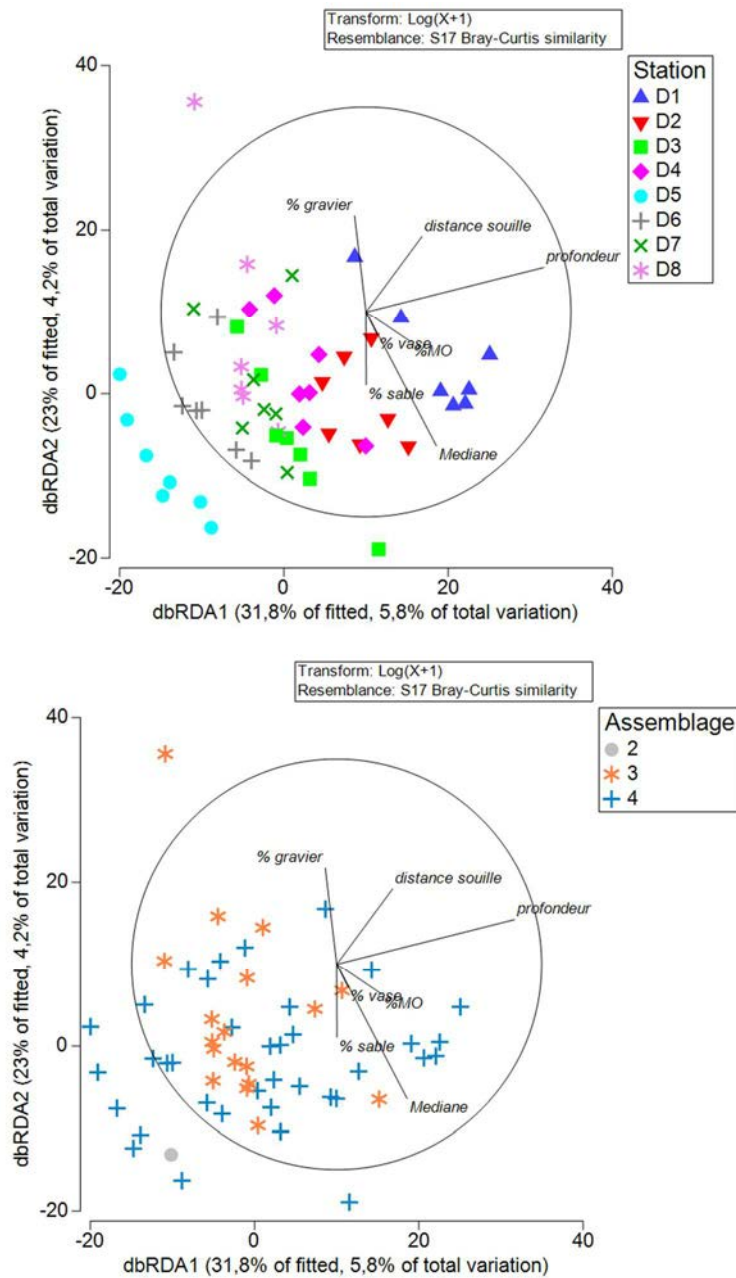 Transform: Log(X+1)
Resemblance: S17 Bray-Curtis similarity
Station
D1
D2
D3
D4
D5
D6
D7
D8
40
20
0
-20
dbRDA2 (23% of fitted, 4,2% of total variation)
% gravier
distance souille
profondeur
% vase
%MO
% sable
Mediane
-20
0
20
40
dbRDA1 (31,8% of fitted, 5,8% of total variation)
Transform: Log(X+1)
Resemblance: S17 Bray-Curtis similarity
Assemblage
2
3
4
40
20
0
-20
dbRDA2 (23% of fitted, 4,2% of total variation)
% gravier
distance souille
profondeur
% vase
%MO
% sable
Mediane
-20
0
20
40
dbRDA1 (31,8% of fitted, 5,8% of total variation)